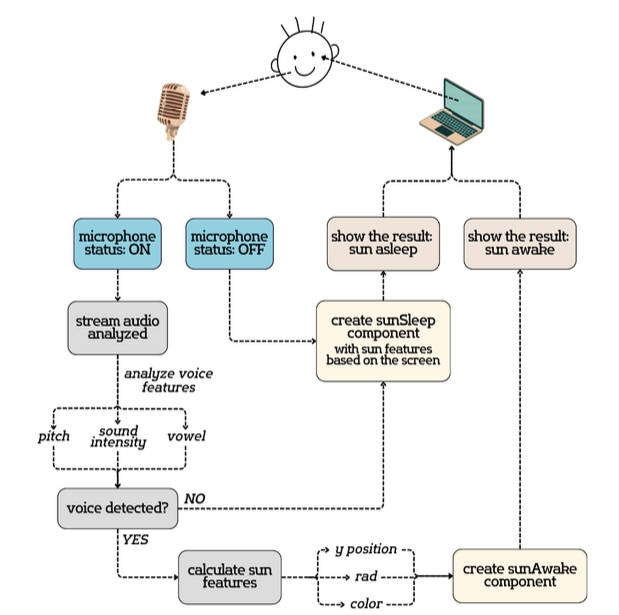 microphone
status: ON
microphone
status: OFF
show the result:
sun asleep
show the result:
sun awake
stream audio
analyzed
create sunSleep
component
with sun features
based on the screen
analyze voice
features
pitch
sound
intensity
vowel
voice detected?
NO
YES
calculate sun
features
y position
rad
color
create sunAwake
component